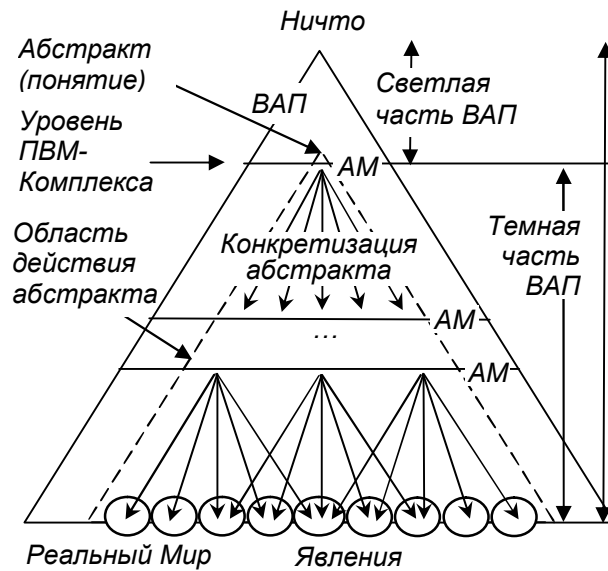 Ничто
Абстракт
(понятие)
ВАП
Светлая
часть ВАП
Уровень
ПВМ-
Комплекса
АМ
Область
действия
абстракта
Конкретизация
абстракта
Темная
часть
ВАП
АМ
...
АМ
Реальный Мир
Явления